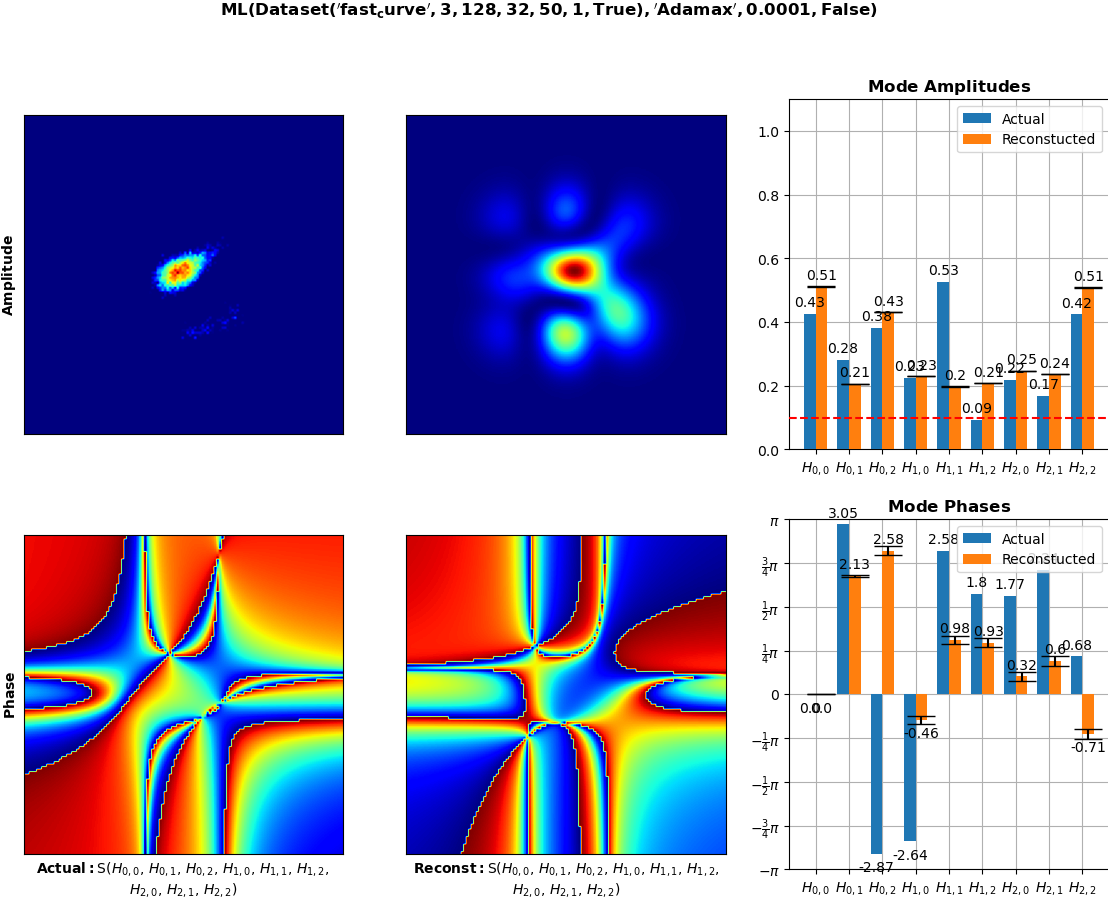 ML(Dataset('fast_curve', 3, 128, 32, 50, 1, True), 'Adamax', 0.0001, False)
Amplitude
Mode Amplitudes
Actual
Reconstucted
1.0
0.8
0.6
0.4
0.2
0.0
0.43 0.51 0.28 0.21 0.38 0.43 0.23 0.23 0.53 0.2 0.09 0.21 0.22 0.25 0.17 0.24 0.42 0.51
H0,0 H0,1 H0,2 H1,0 H1,1 H1,2 H2,0 H2,1 H2,2
Phase
Mode Phases
Actual
Reconstucted
π
3/4π
1/2π
1/4π
0
−1/4π
−1/2π
−3/4π
−π
0.0 0.0 3.05 2.13 -2.87 2.58 -2.64 -0.46 2.58 0.98 1.8 0.93 1.77 0.32 0.6 0.68 -0.71
H0,0 H0,1 H0,2 H1,0 H1,1 H1,2 H2,0 H2,1 H2,2
Actual: S(H0,0, H0,1, H0,2, H1,0, H1,1, H1,2,
H2,0, H2,1, H2,2)
Reconst: S(H0,0, H0,1, H0,2, H1,0, H1,1, H1,2,
H2,0, H2,1, H2,2)